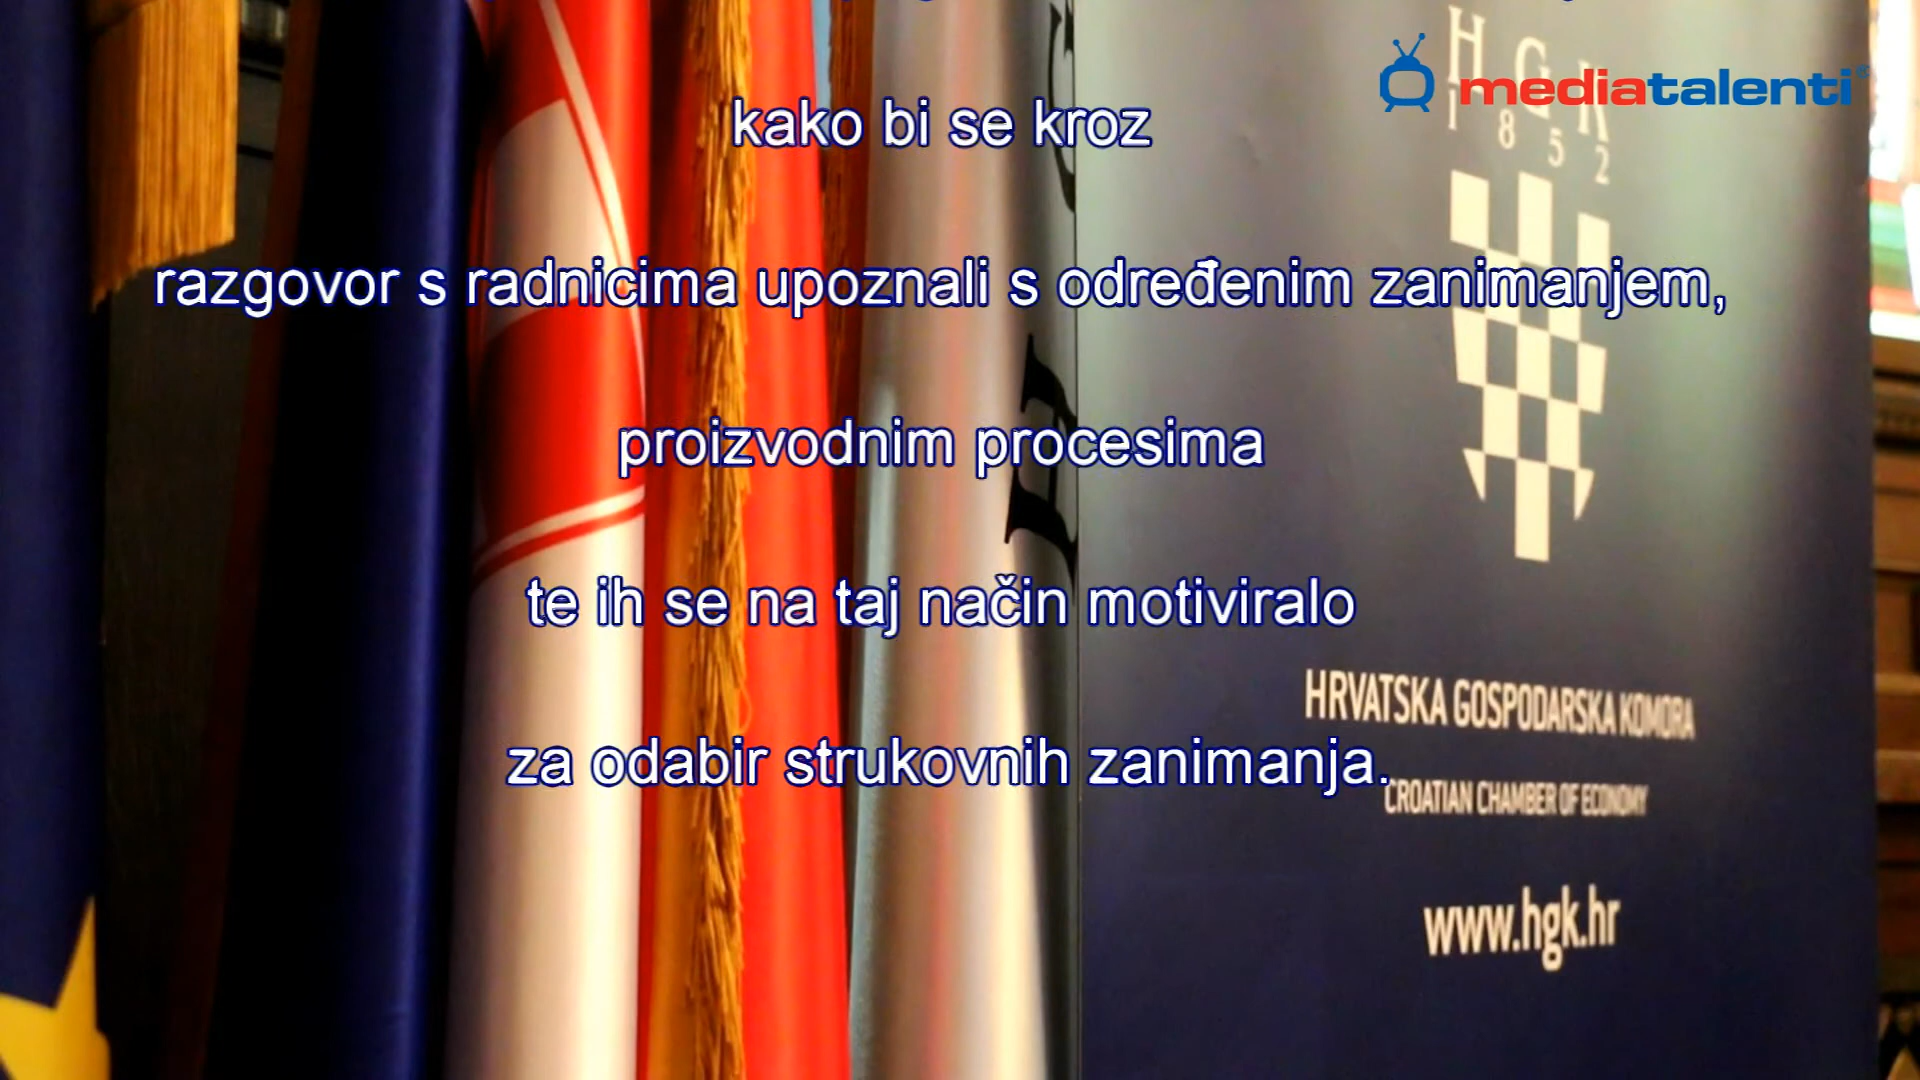 mediatalenti
kako bi se kroz
razgovor s radnicima upoznali s određenim zanimanjem,
proizvodnim procesima
te ih se na taj način motiviralo
za odabir strukovnih zanimanja.
HGK
1852
HRVATSKA GOSPODARSKA KOMORA
CROATIAN CHAMBER OF ECONOMY
www.hgk.hr